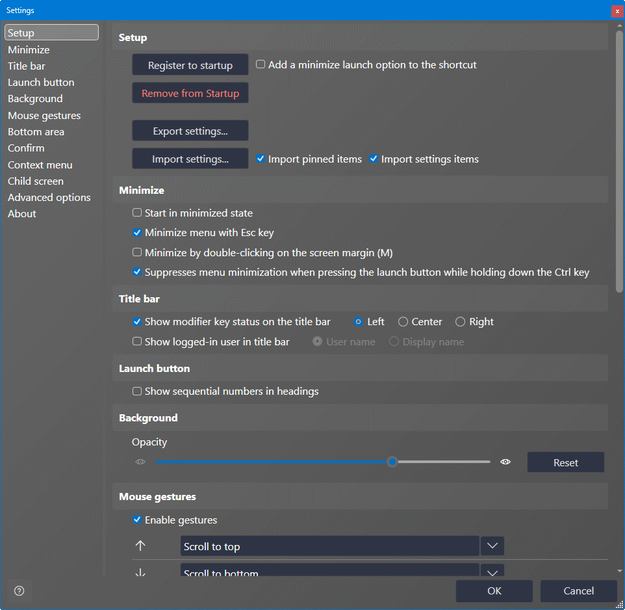 Settings
x
Setup
Minimize
Title bar
Launch button
Background
Mouse gestures
Bottom area
Confirm
Context menu
Child screen
Advanced options
About
Setup
Register to startup Add a minimize launch option to the shortcut
Remove from Startup
Export settings...
Import settings... Import pinned items Import settings items
Minimize
Start in minimized state
Minimize menu with Esc key
Minimize by double-clicking on the screen margin (M)
Suppresses menu minimization when pressing the launch button while holding down the Ctrl key
Title bar
Show modifier key status on the title bar Left Center Right
Show logged-in user in title bar User name Display name
Launch button
Show sequential numbers in headings
Background
Opacity
Reset
Mouse gestures
Enable gestures
Scroll to top
Scroll to bottom
OK Cancel